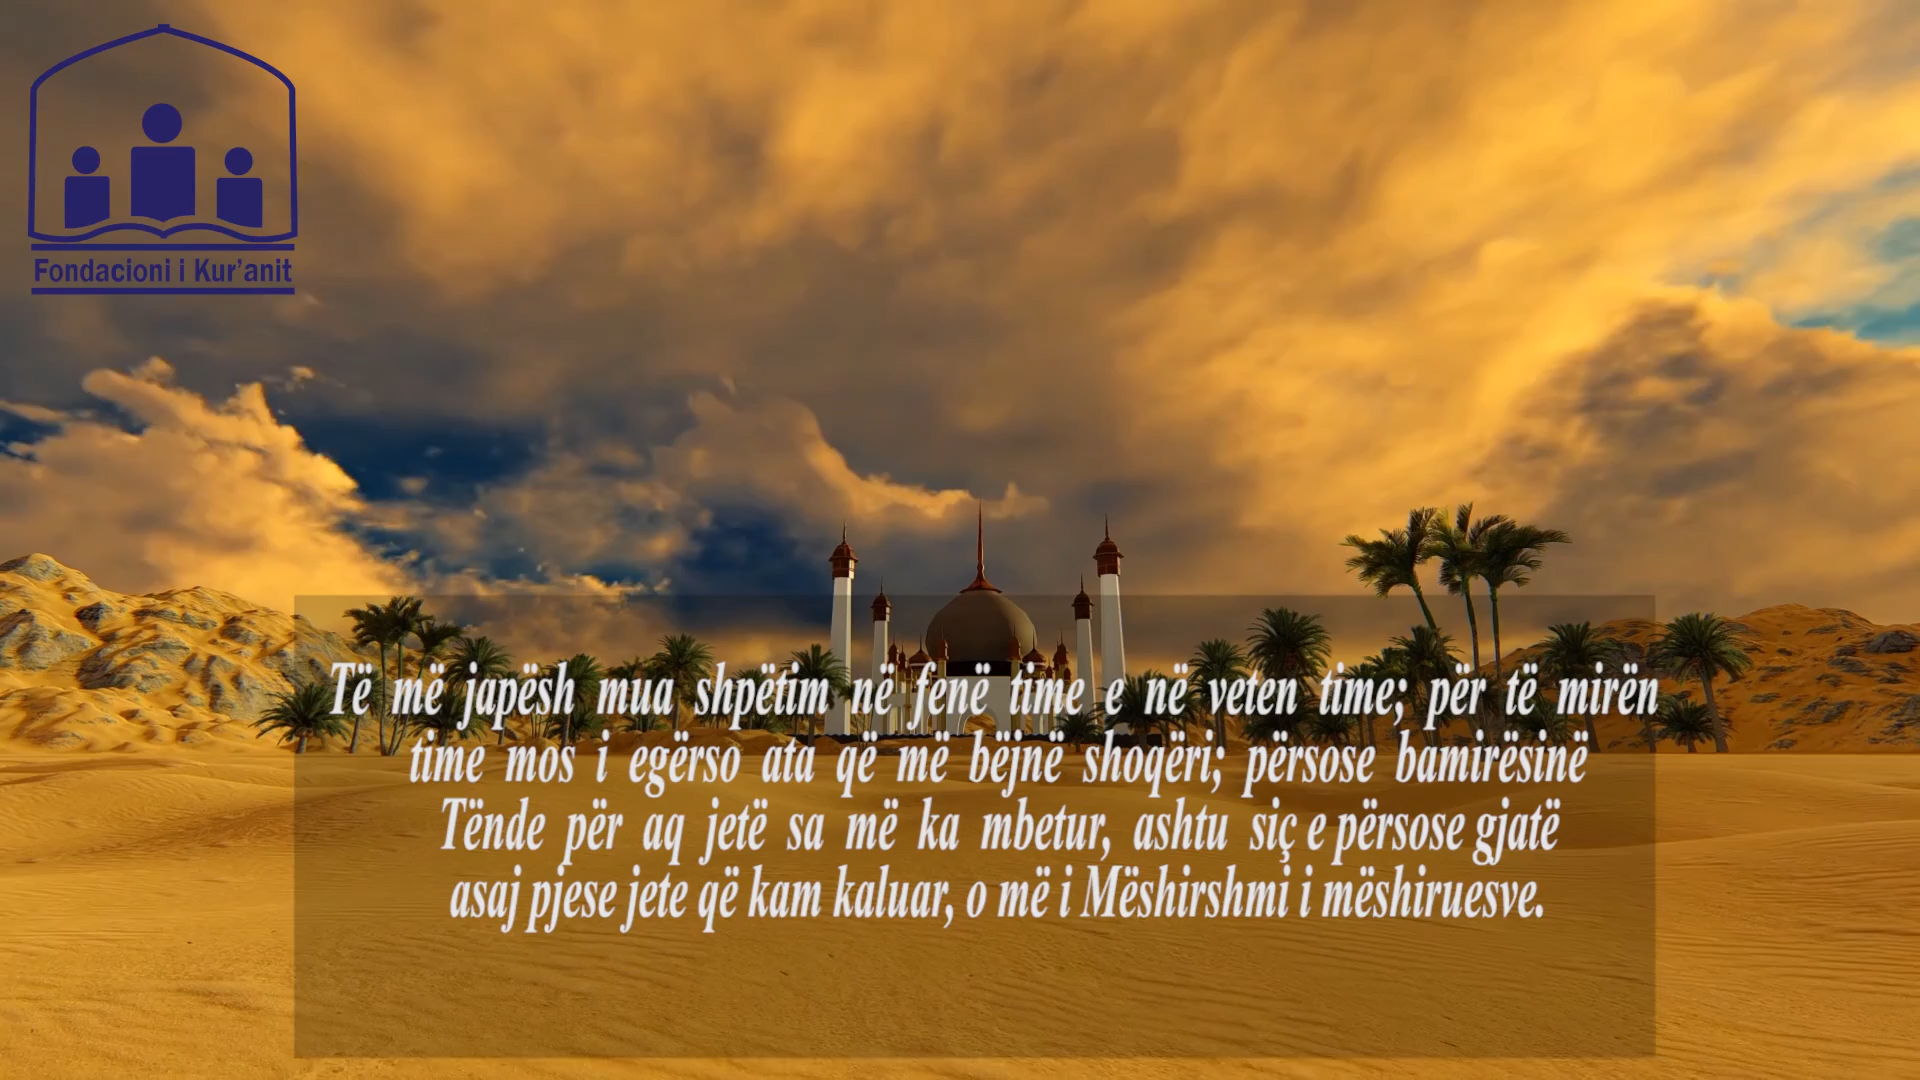 Fondacioni i Kur'anit
Të më japësh mua shpëtim në fenë time e në veten time; për të mirën
time mos i egërso ata që më bëjnë shoqëri; përsose bamirësinë
Tënde për aq jetë sa më ka mbetur, ashtu siç e përsose gjatë
asaj pjese jete që kam kaluar, o më i Mëshirshmi i mëshiruesve.